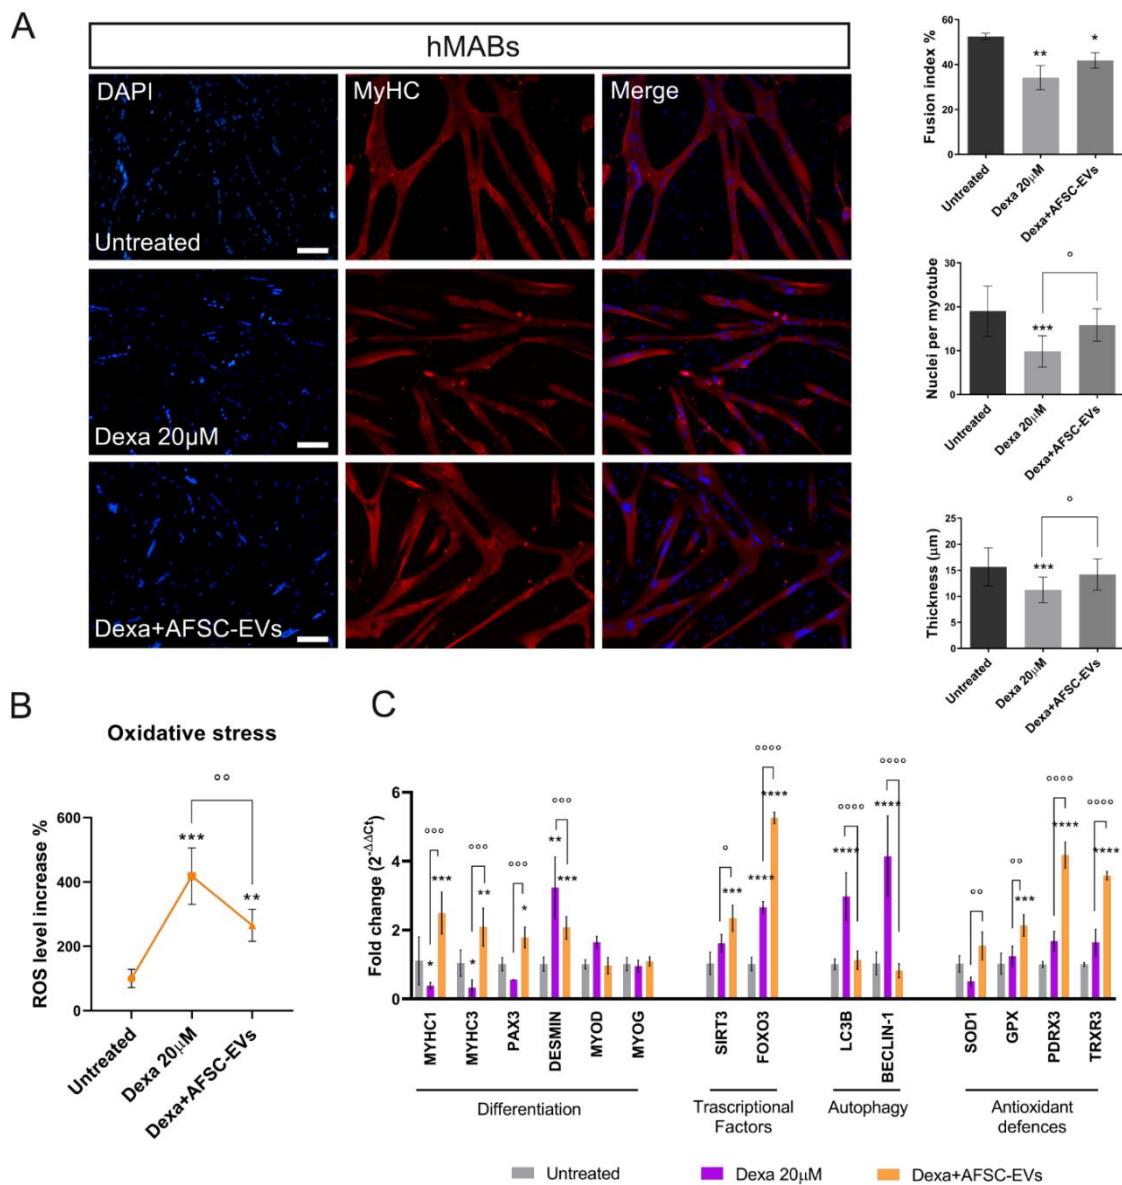 A
hMABs
DAPI
MyHC
Merge
Untreated
Dexa 20µM
Dexa+AFSC-EVs
Fusion index %
60
40
20
0
**
*
Untreated
Dexa 20µM
Dexa+AFSC-EVs
Nuclei per myotube
30
20
10
0
***
°
Untreated
Dexa 20µM
Dexa+AFSC-EVs
Thickness (µm)
25
20
15
10
5
0
***
°
Untreated
Dexa 20µM
Dexa+AFSC-EVs
B
Oxidative stress
ROS level increase %
600
400
200
0
***
°°
**
Untreated
Dexa 20µM
Dexa+AFSC-EVs
C
Fold change (2^-ΔΔCt)
6
4
2
0
°°°
*
***
°°°
*
**
°°°
*
°°°
**
***
°
***
°°°°
****
****
°°°°
****
°°°°
****
°°
°°
***
°°°°
****
°°°°
****
MYHC1
MYHC3
PAX3
DESMIN
MYOD
MYOG
SIRT3
FOXO3
LC3B
BECLIN-1
SOD1
GPX
PDRX3
TRXR3
Differentiation
Trascriptional
Factors
Autophagy
Antioxidant
defences
Untreated
Dexa 20µM
Dexa+AFSC-EVs